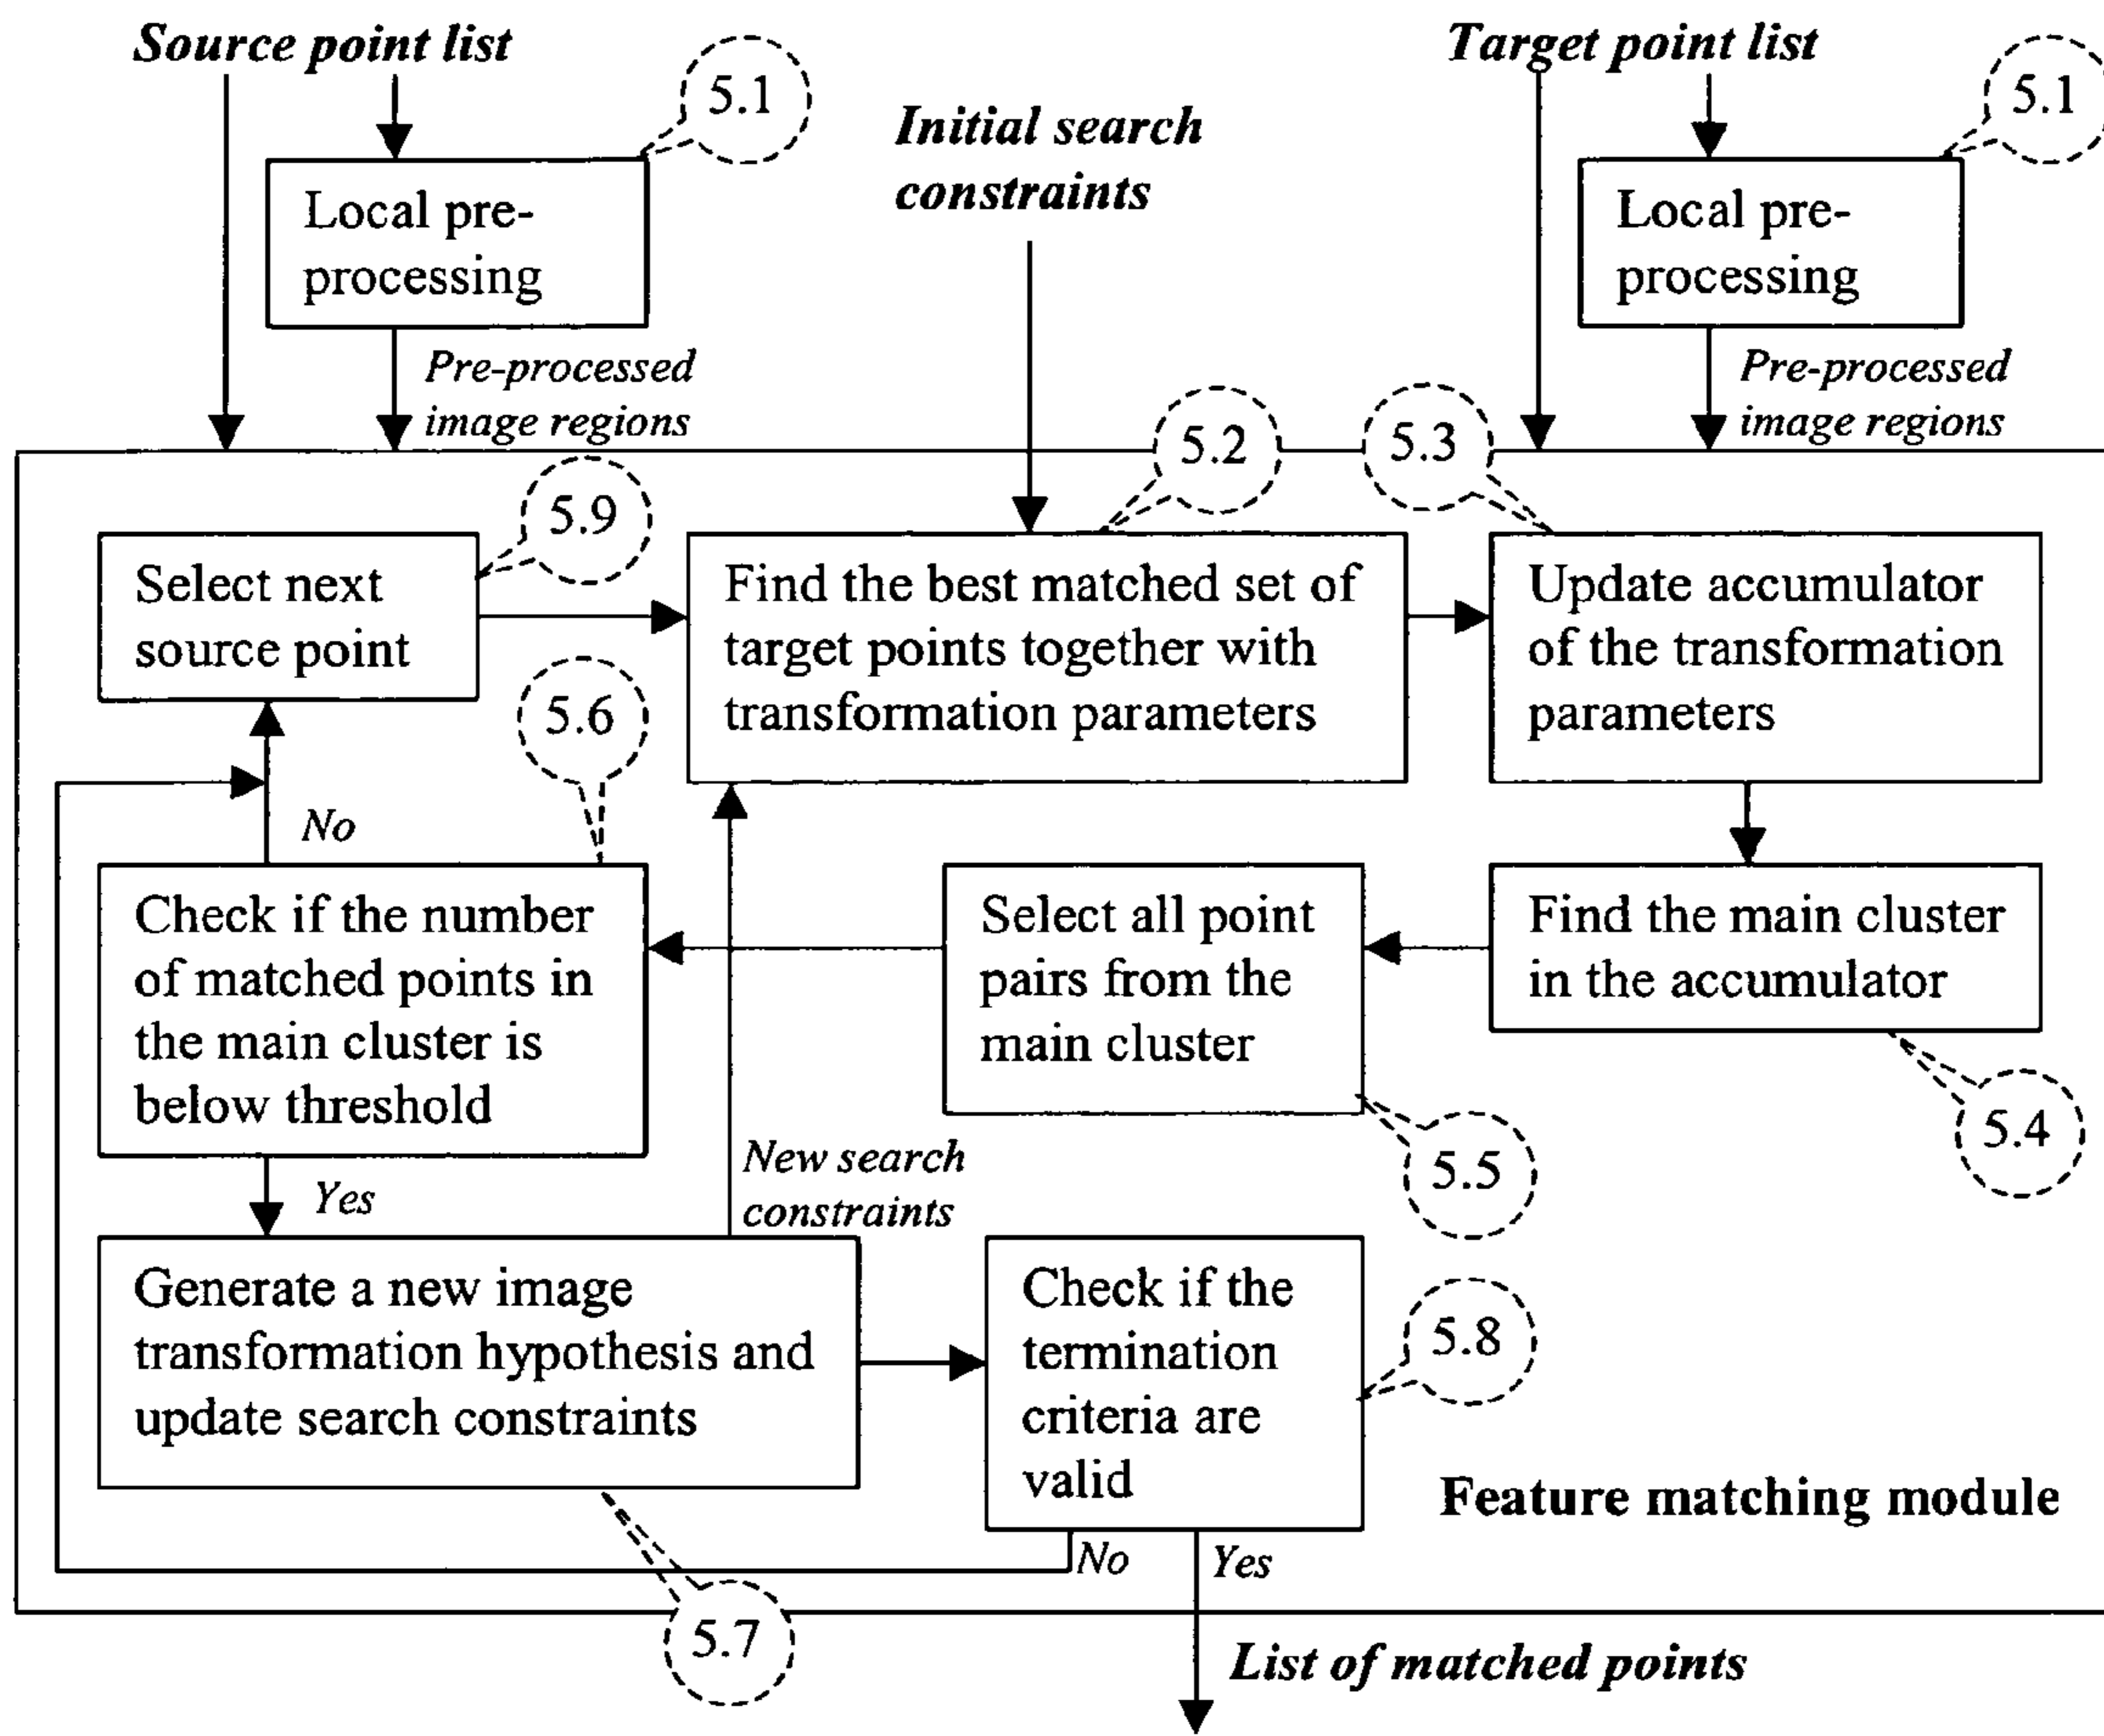 Source point list
Target point list
5.1
5.1
Initial search
constraints
Local pre-
processing
Local pre-
processing
Pre-processed
image regions
Pre-processed
image regions
5.2
5.3
5.9
Select next
source point
Find the best matched set of
target points together with
transformation parameters
Update accumulator
of the transformation
parameters
5.6
No
Check if the number
of matched points in
the main cluster is
below threshold
Select all point
pairs from the
main cluster
Find the main cluster
in the accumulator
5.4
5.5
Yes
New search
constraints
Generate a new image
transformation hypothesis and
update search constraints
Check if the
termination
criteria are
valid
5.8
Feature matching module
No
Yes
5.7
List of matched points